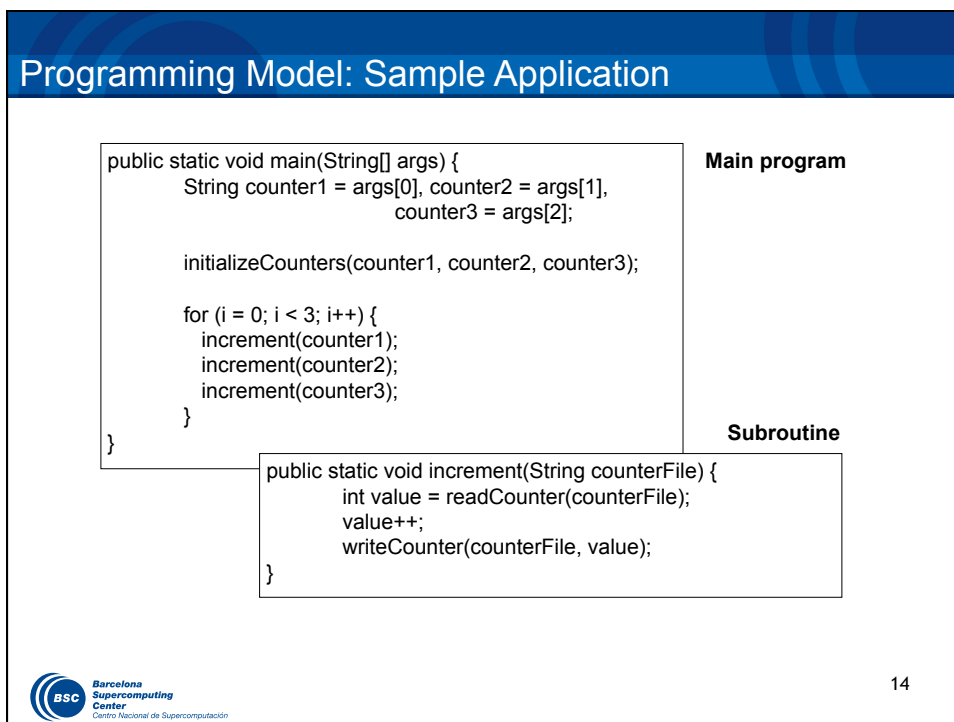 Programming Model: Sample Application
public static void main(String[] args) {
String counter1 = args[0], counter2 = args[1],
counter3 = args[2];
initializeCounters(counter1, counter2, counter3);
for (i = 0; i < 3; i++) {
increment(counter1);
increment(counter2);
increment(counter3);
}
}
Main program
Subroutine
public static void increment(String counterFile) {
int value = readCounter(counterFile);
value++;
writeCounter(counterFile, value);
}
BSC
Barcelona
Supercomputing
Center
Centro Nacional de Supercomputación
14